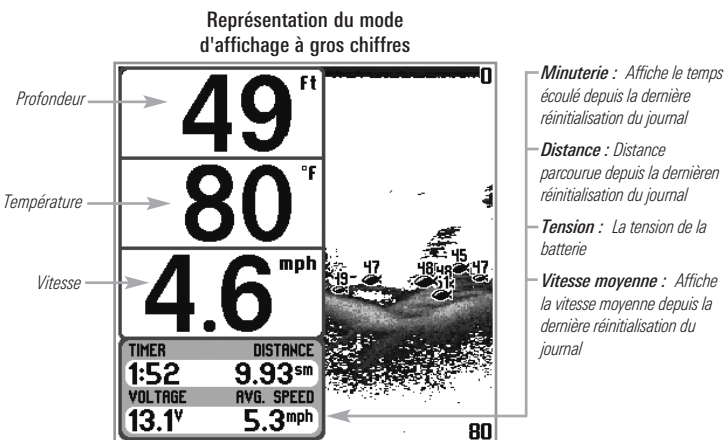 Représentation du mode
d'affichage à gros chiffres
Profondeur
49 Ft
Température
80 °F
Vitesse
4.6 mph
TIMER DISTANCE
1:52 9.93sm
VOLTAGE AVG. SPEED
13.1V 5.3mph
0
49
47
48
48
51
45
47
80
Minuterie : Affiche le temps
écoulé depuis la dernière
réinitialisation du journal
Distance : Distance
parcourue depuis la dernièren
réinitialisation du journal
Tension : La tension de la
batterie
Vitesse moyenne : Affiche
la vitesse moyenne depuis la
dernière réinitialisation du
journal